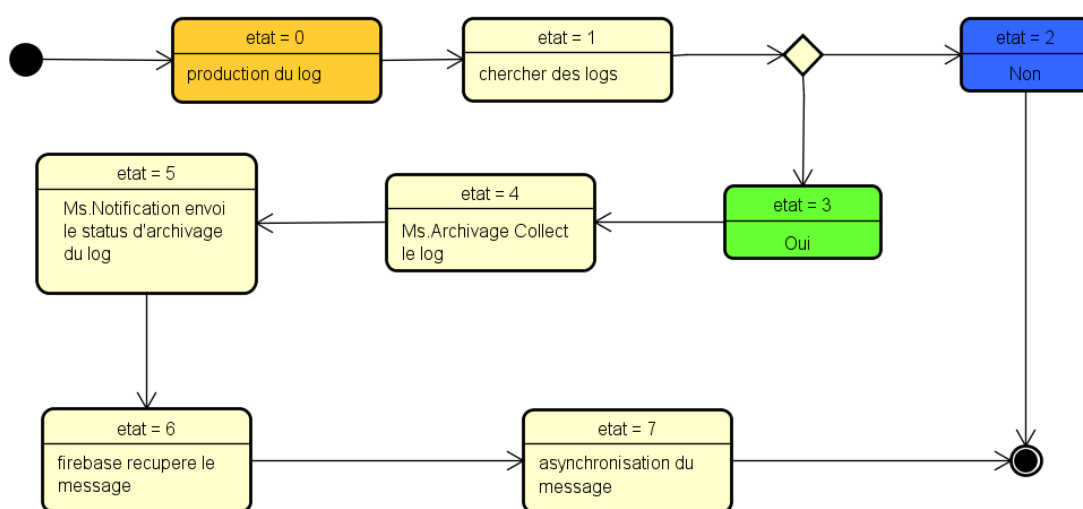 etat = 0
production du log
etat = 1
chercher des logs
etat = 2
Non
etat = 3
Oui
etat = 4
Ms.Archivage Collect
le log
etat = 5
Ms.Notification envoi
le status d'archivage
du log
etat = 6
firebase recupere le
message
etat = 7
asynchronisation du
message